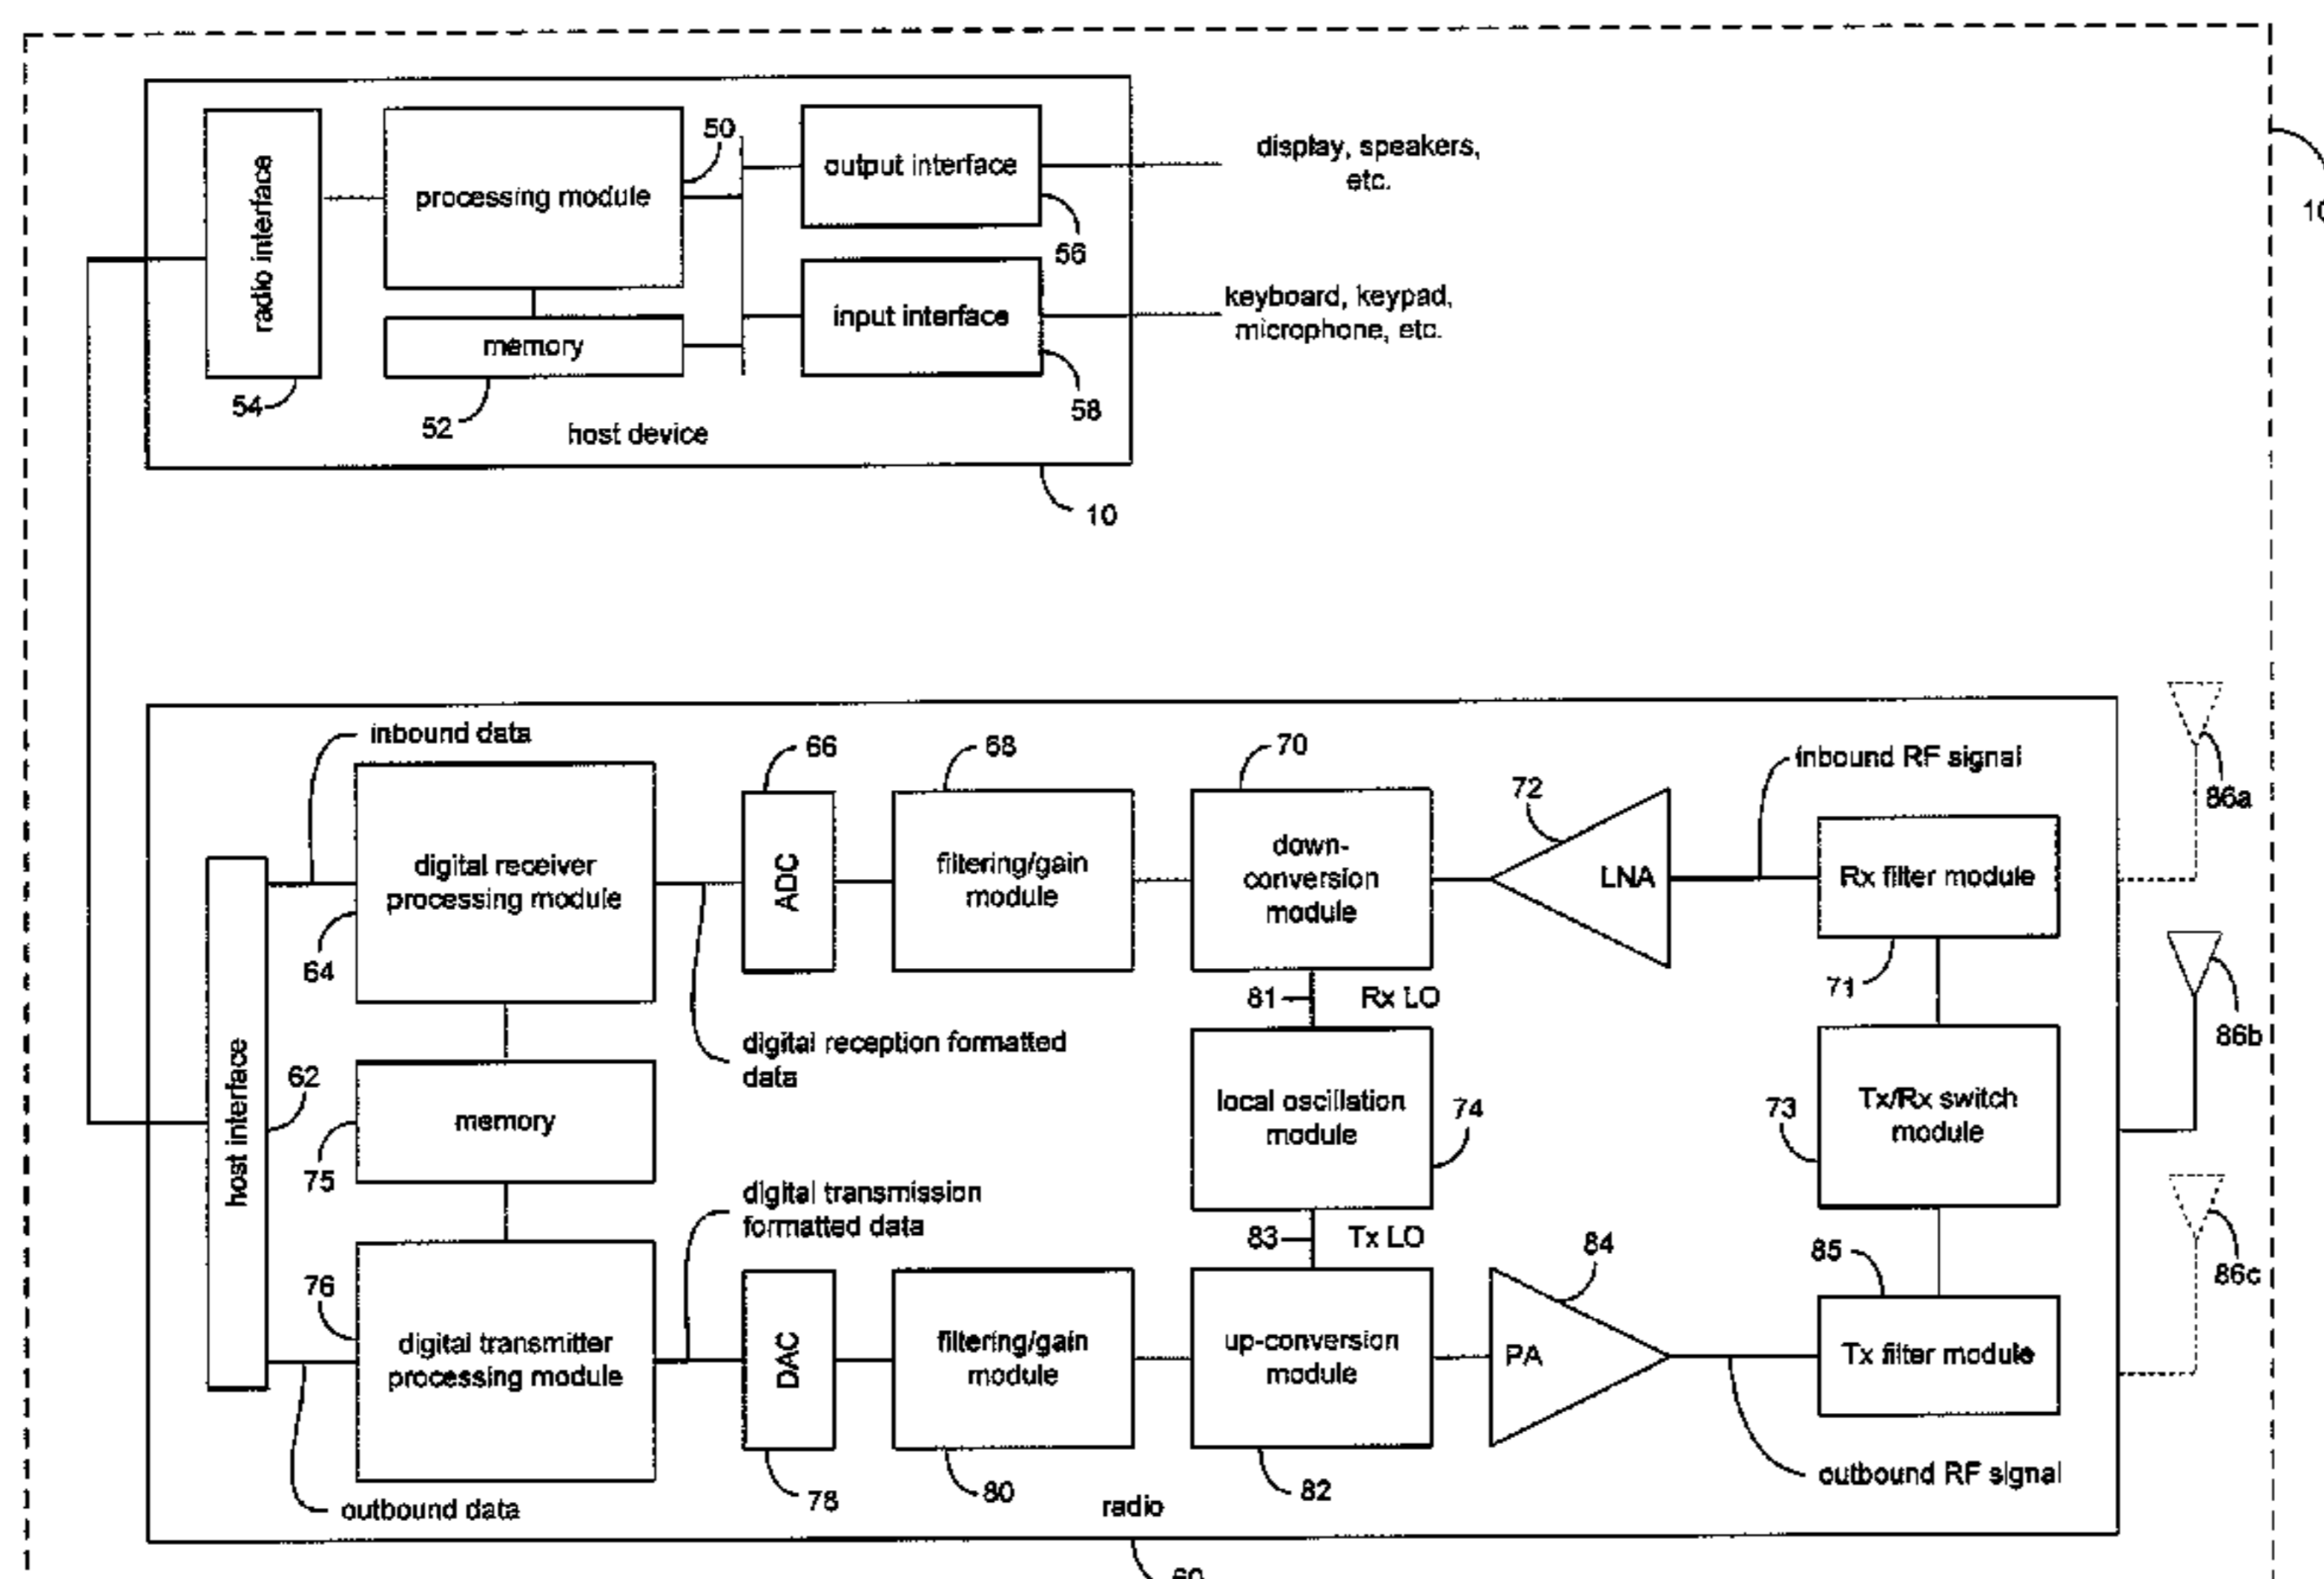 50
output interface
display, speakers,
etc.
processing module
radio interface
56
10
input interface
keyboard, keypad,
microphone, etc.
memory
54
52
58
host device
10
inbound data
66
68
70
inbound RF signal
72
86a
digital receiver
processing module
ADC
filtering/gain
module
down-
conversion
module
LNA
Rx filter module
64
81
Rx LO
71
86b
digital reception formatted
data
host interface
62
memory
local oscillation
module
74
73
Tx/Rx switch
module
75
digital transmission
formatted data
83
Tx LO
84
85
86c
76
digital transmitter
processing module
DAC
filtering/gain
module
up-conversion
module
PA
Tx filter module
outbound data
78
80
82
outbound RF signal
radio
60